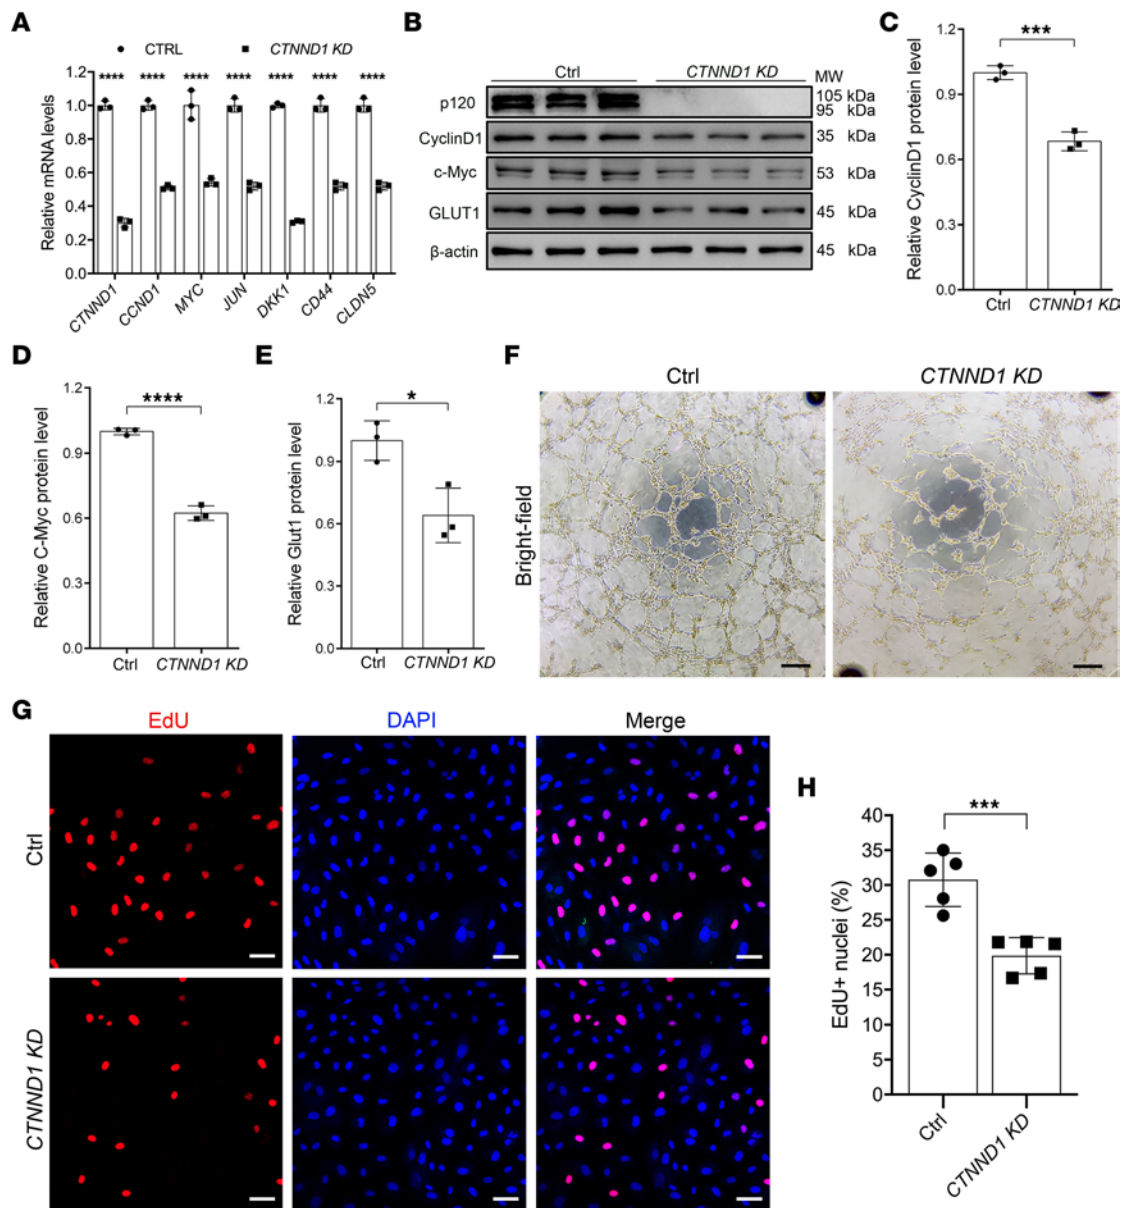 A
CTRL CTNND1 KD
Relative mRNA levels
1.2
1.0
0.8
0.6
0.4
0.2
0.0
**** **** **** **** **** **** ****
CTNND1 CCND1 MYC JUN DKK1 CD44 CLDN5
B
Ctrl CTNND1 KD MW
p120 105 kDa
95 kDa
CyclinD1 35 kDa
c-Myc 53 kDa
GLUT1 45 kDa
β-actin 45 kDa
C
Relative CyclinD1 protein level
1.2
0.9
0.6
0.3
0.0
***
Ctrl CTNND1 KD
D
Relative C-Myc protein level
1.2
0.9
0.6
0.3
0.0
****
Ctrl CTNND1 KD
E
Relative Glut1 protein level
1.2
0.9
0.6
0.3
0.0
*
Ctrl CTNND1 KD
F
Ctrl CTNND1 KD
Bright-field
G
EdU DAPI Merge
Ctrl
CTNND1 KD
H
EdU+ nuclei (%)
40
35
30
25
20
15
10
5
0
***
Ctrl CTNND1 KD